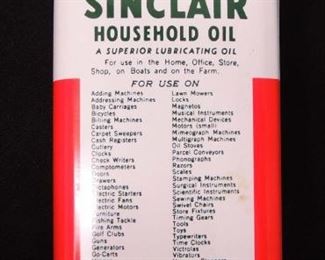 SINCLAIR
HOUSEHOLD OIL
A SUPERIOR LUBRICATING OIL
For use in the Home, Office, Store,
Shop, on Boats and on the Farm.
FOR USE ON
Adding Machines
Addressing Machines
Baby Carriages
Bicycles
Billing Machines
Casters
Carpet Sweepers
Cash Registers
Cutlery
Clocks
Check Writers
Comptometers
Doors
Drawers
Dictaphones
Electric Starters
Electric Fans
Electric Motors
Furniture
Fishing Tackle
Fire Arms
Golf Clubs
Guns
Generators
Go-Carts
Lawn Mowers
Locks
Magnetos
Musical Instruments
Mechanical Devices
Motors (small)
Mimeograph Machines
Multigraph Machines
Oil Stoves
Parcel Conveyors
Phonographs
Razors
Scales
Stamping Machines
Surgical Instruments
Scientific Instruments
Sewing Machines
Swivel Chairs
Store Fixtures
Timing Gears
Tools
Toys
Typewriters
Time Clocks
Victrolas
Vibrators